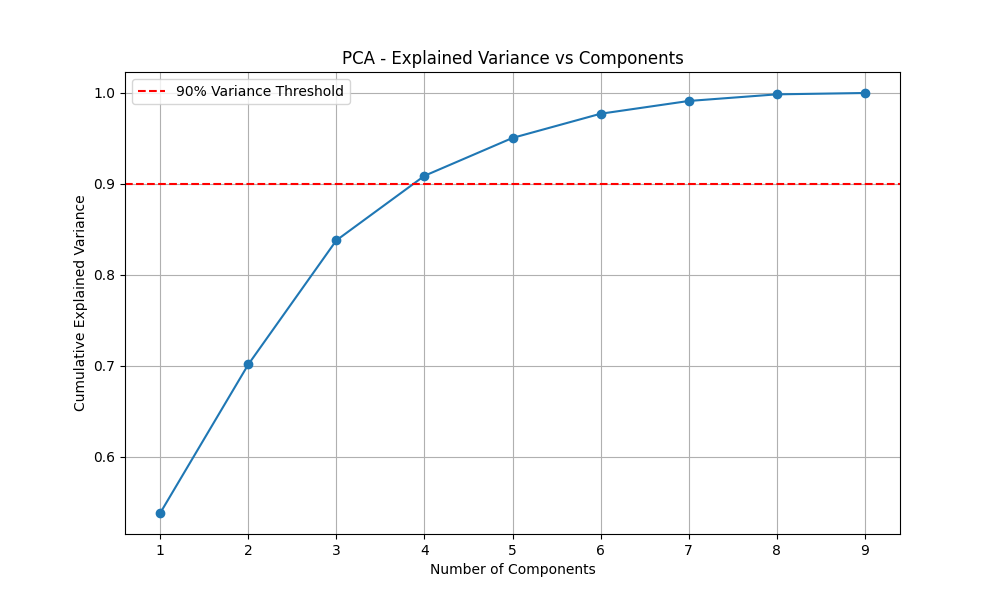 PCA - Explained Variance vs Components
90% Variance Threshold
1.0
0.9
0.8
0.7
0.6
Cumulative Explained Variance
1 2 3 4 5 6 7 8 9
Number of Components